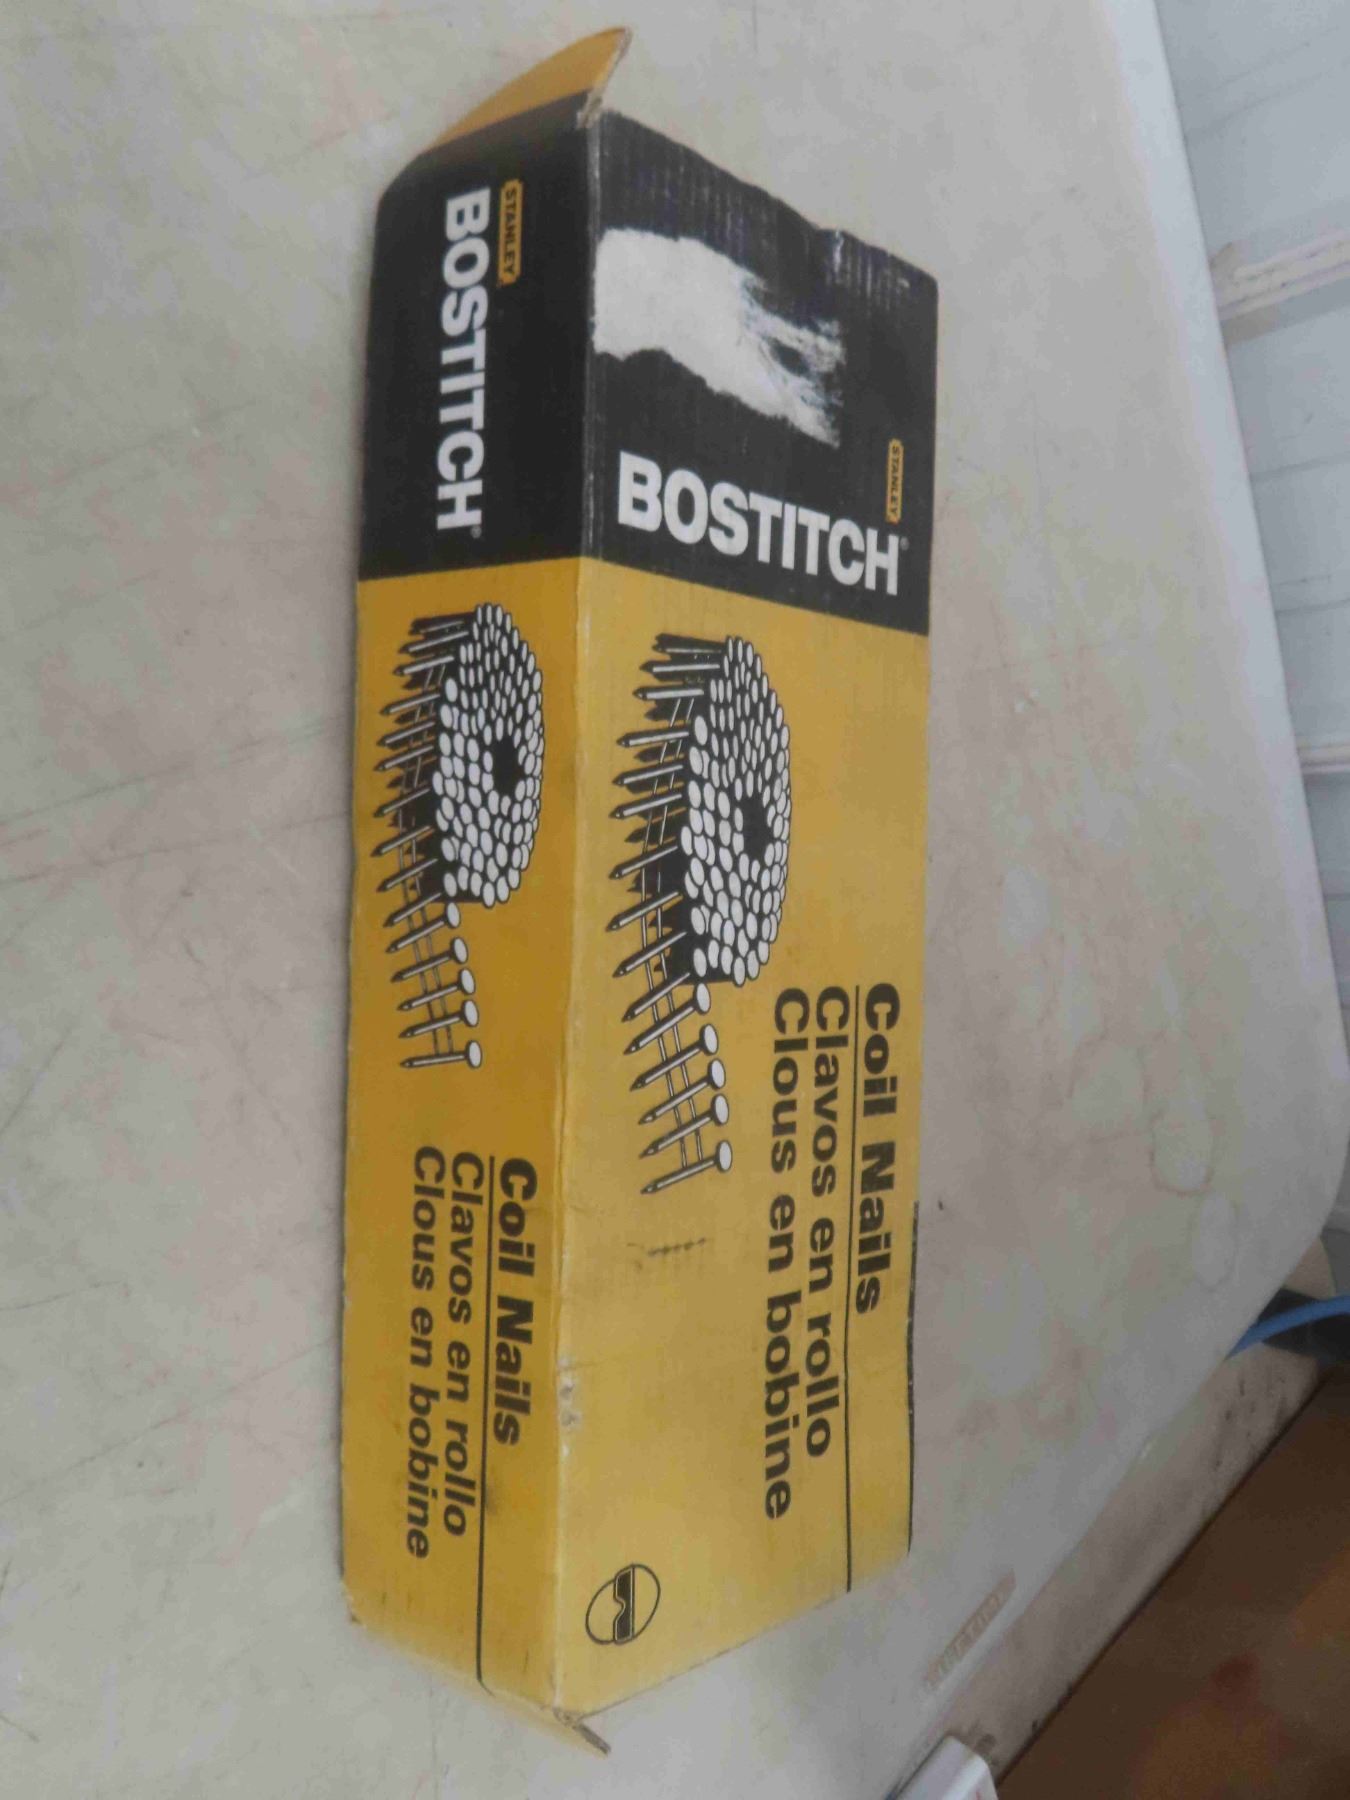 STANLEY
BOSTITCH®
Coil Nails
Clavos en rollo
Clous en bobine
STANLEY
BOSTITCH®
Coil Nails
Clavos en rollo
Clous en bobine